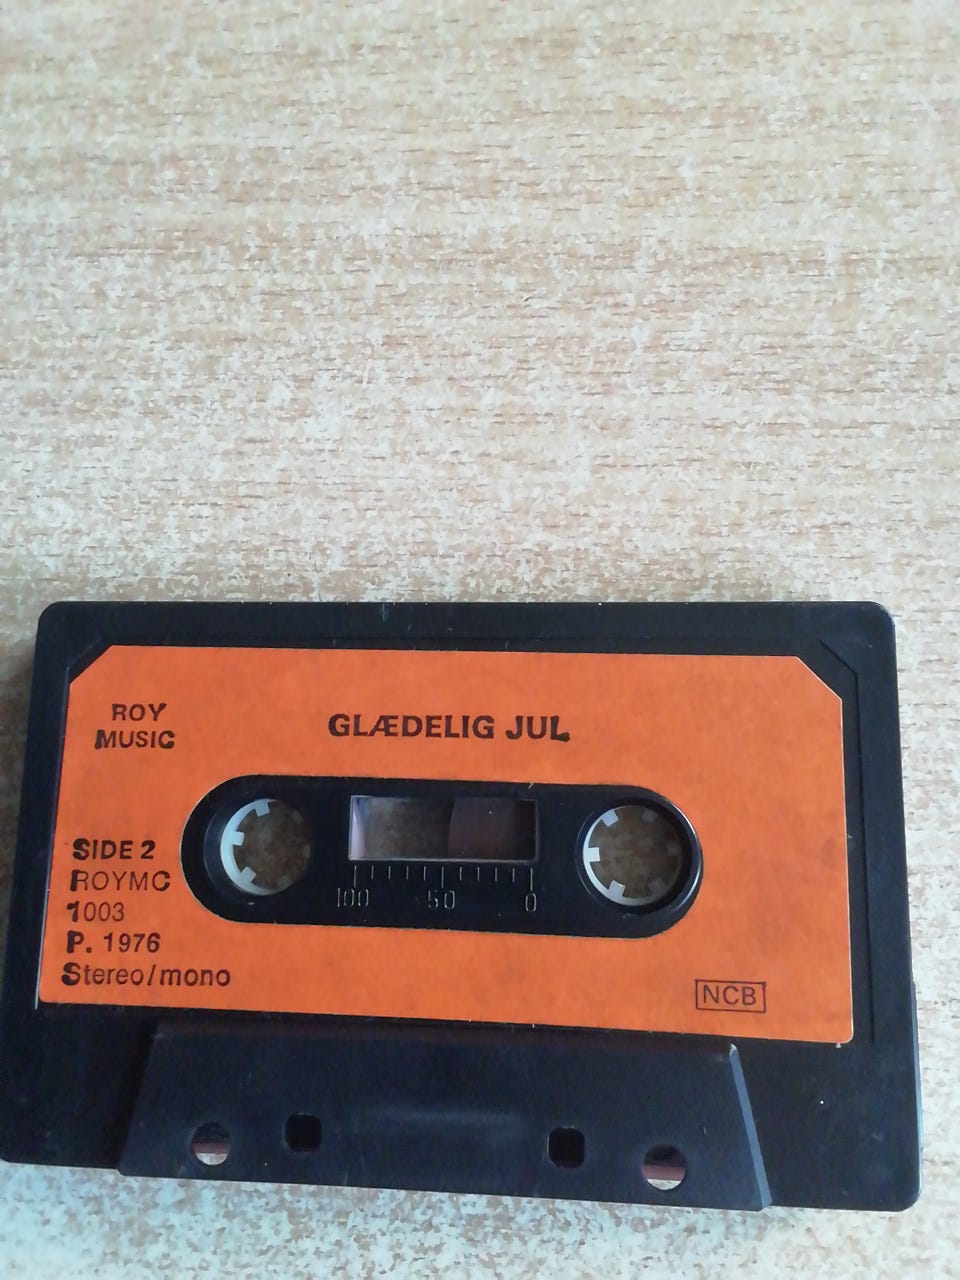 ROY
MUSIC
GLÆDELIG JUL
SIDE 2
ROYMC
1003
P. 1976
Stereo/mono
100 50 0
NCB